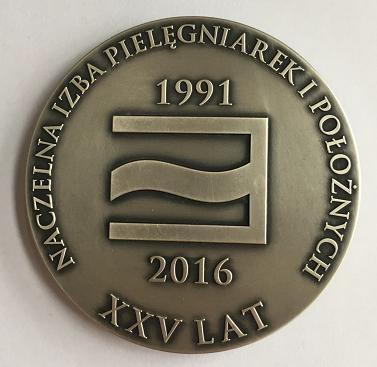 NACZELNA IZBA PIELĘGNIAREK I POŁOŻNYCH
1991
2016
XXV LAT